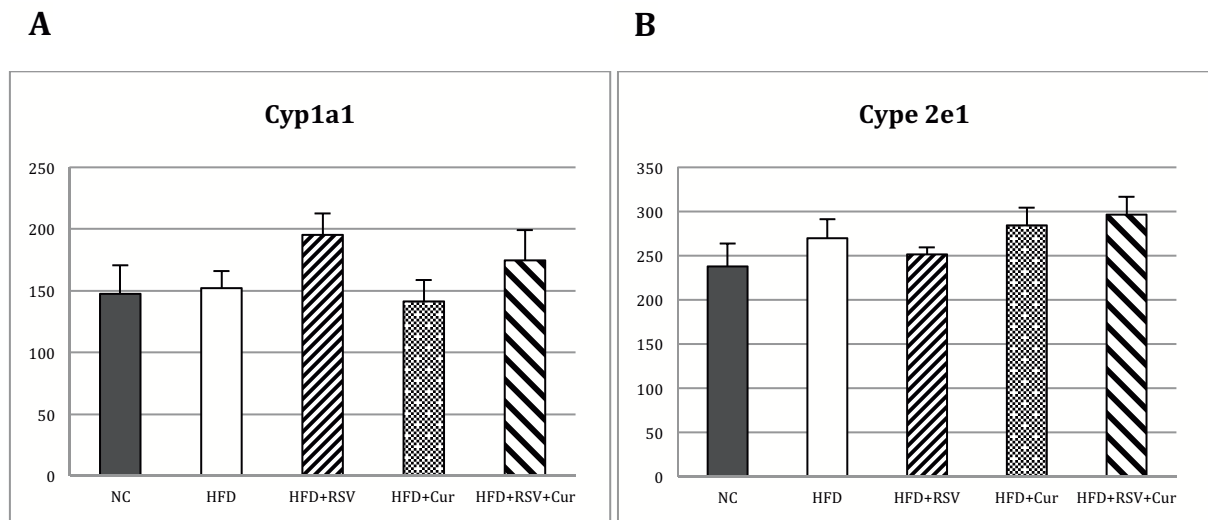 A
Cyp1a1
250
200
150
100
50
0
NC HFD HFD+RSV HFD+Cur HFD+RSV+Cur
B
Cype 2e1
350
300
250
200
150
100
50
0
NC HFD HFD+RSV HFD+Cur HFD+RSV+Cur